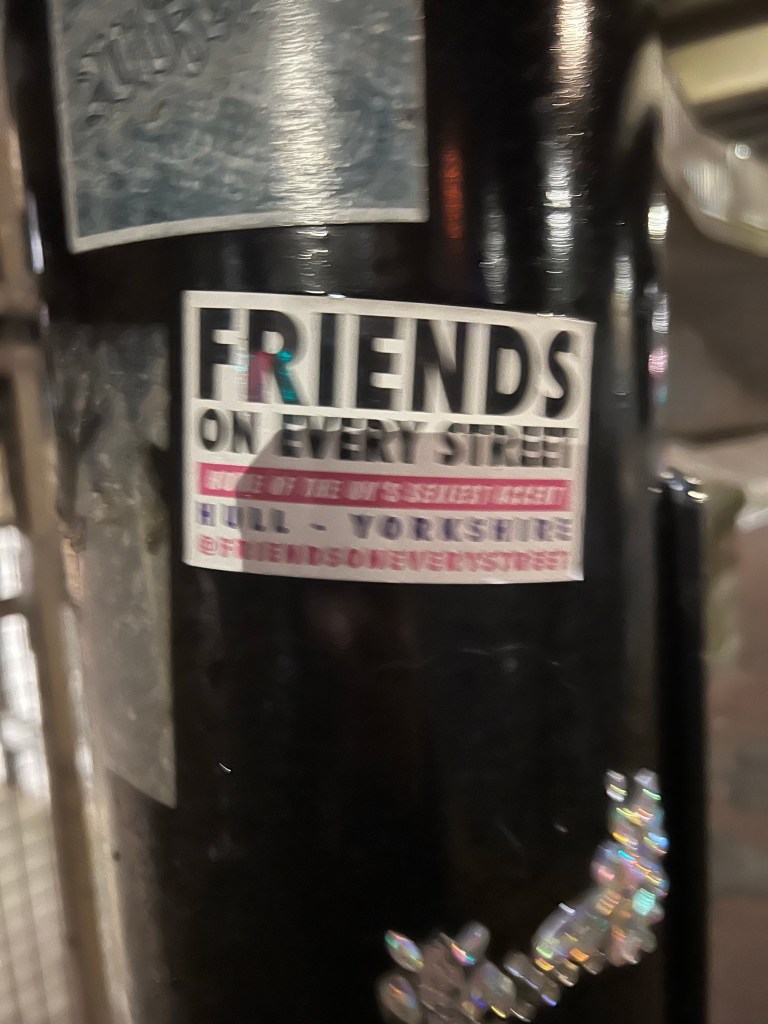 FRIENDS
ON EVERY STREET
HOME OF THE UK'S SEXIEST ACCENT
HULL - YORKSHIRE
@FRIENDSONEVERYSTREET